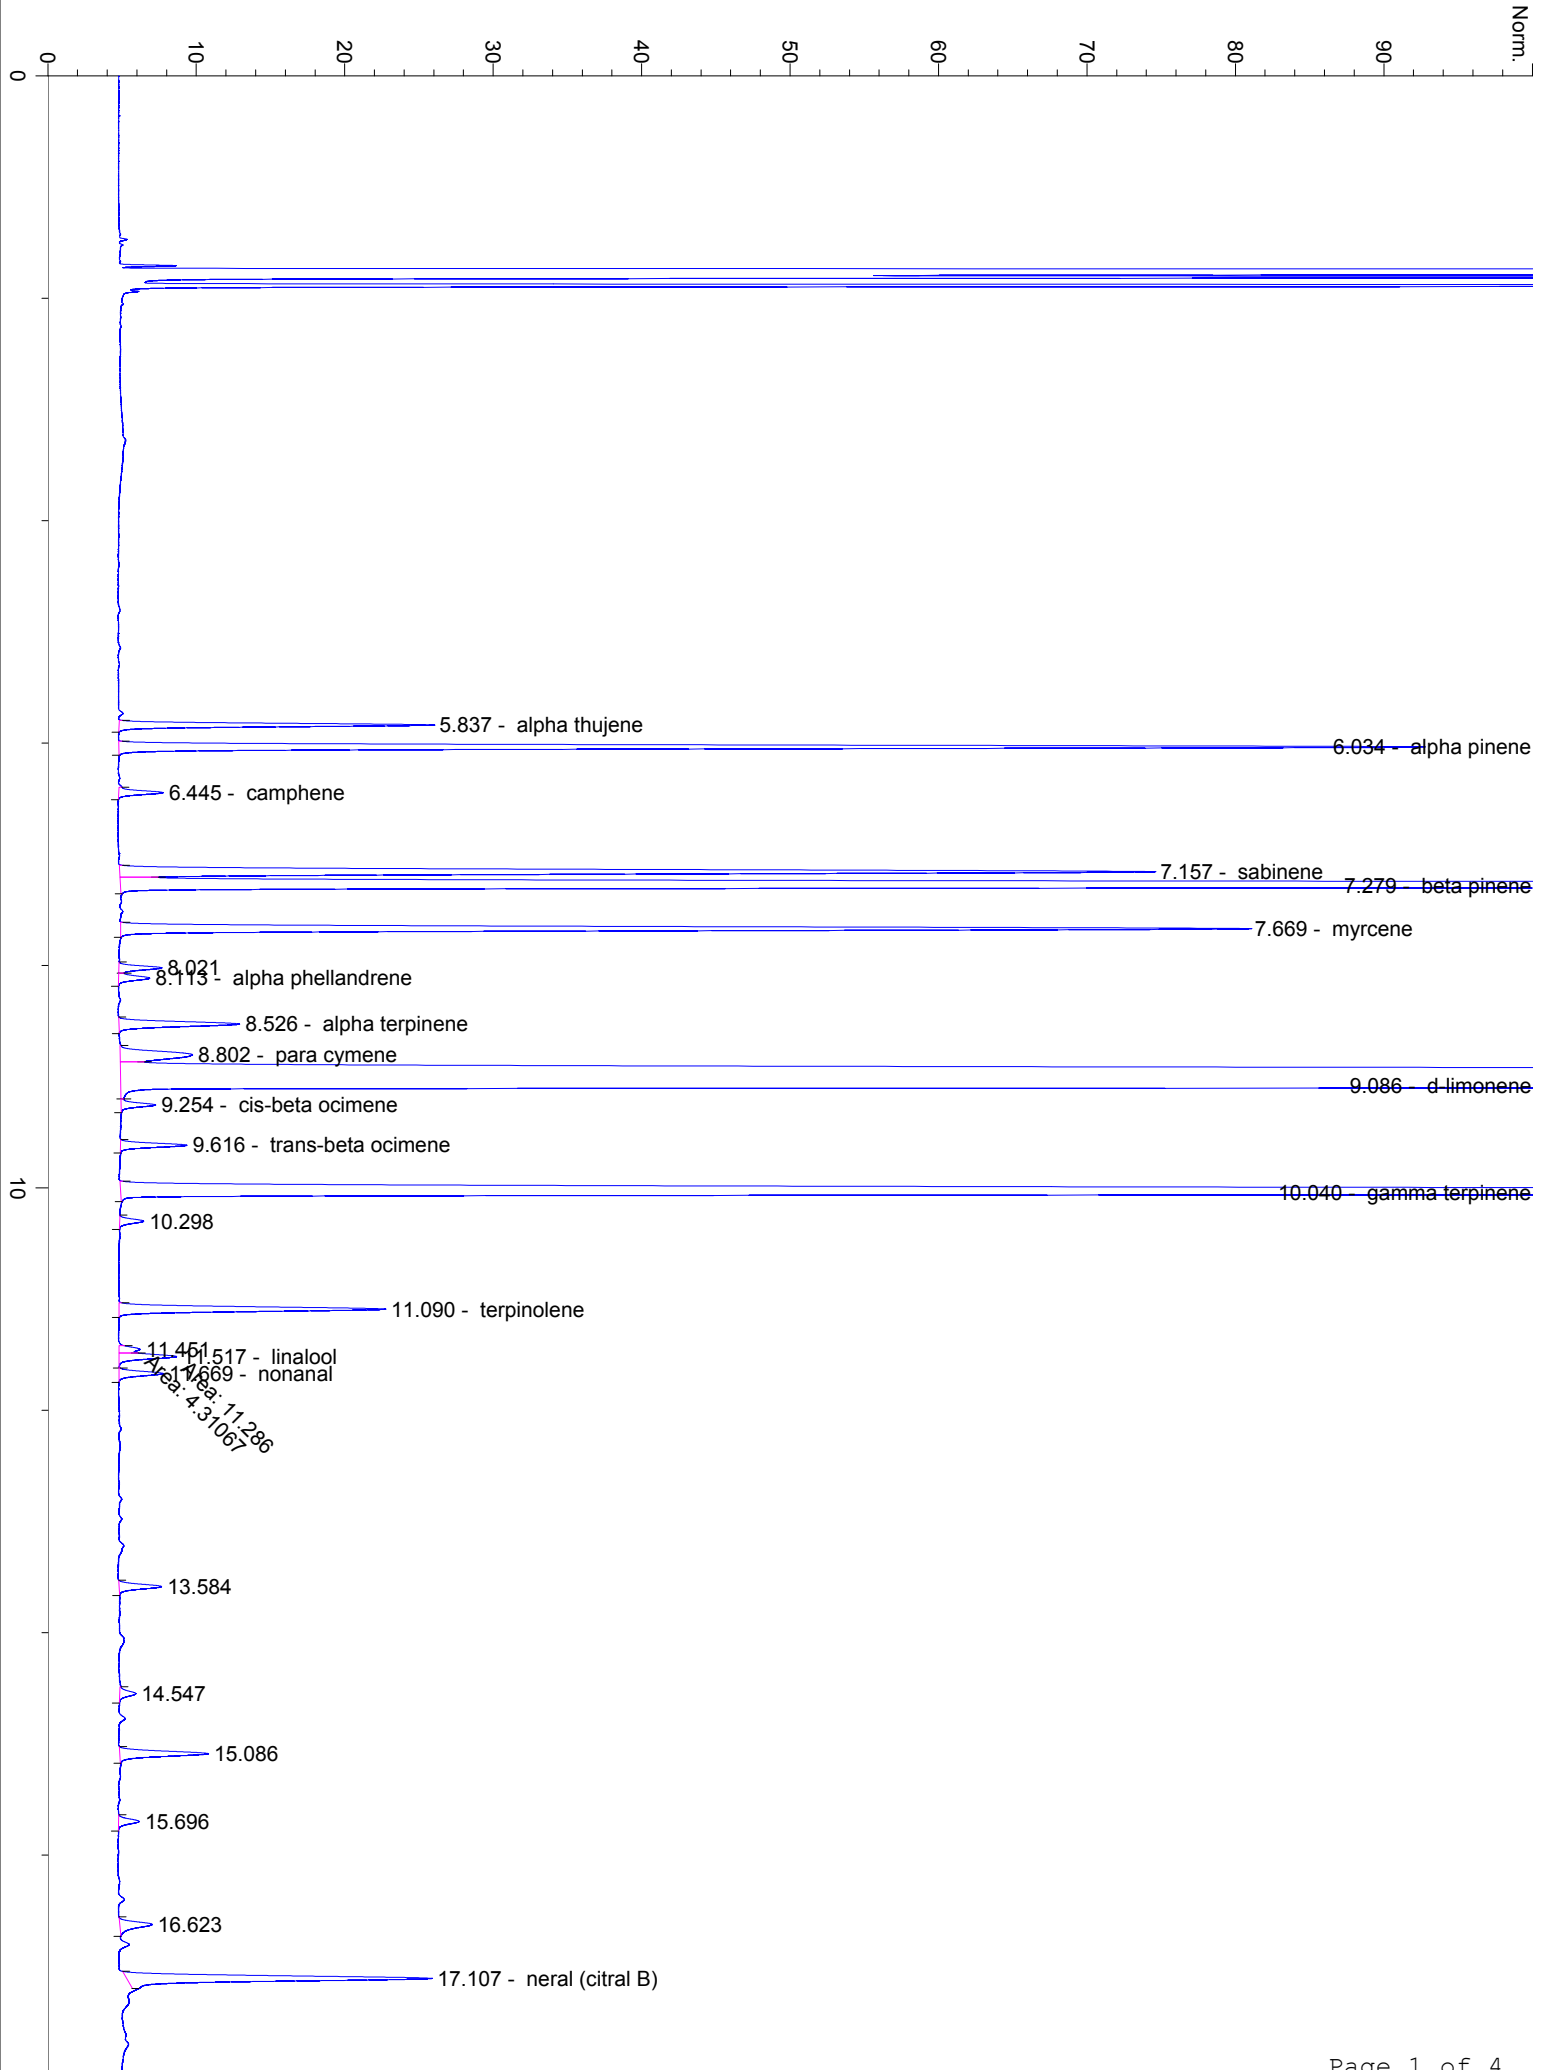 Norm.
0
10
20
30
40
50
60
70
80
90
0
5.837 - alpha thujene
6.034 - alpha pinene
6.445 - camphene
7.157 - sabinene
7.279 - beta pinene
7.669 - myrcene
8.021
8.113 - alpha phellandrene
8.526 - alpha terpinene
8.802 - para cymene
9.086 - d-limonene
9.254 - cis-beta ocimene
9.616 - trans-beta ocimene
10
10.040 - gamma terpinene
10.298
11.090 - terpinolene
11.451
11.517 - linalool
11.669 - nonanal
Area: 11.286
Area: 4.31067
13.584
14.547
15.086
15.696
16.623
17.107 - neral (citral B)
Page 1 of 4